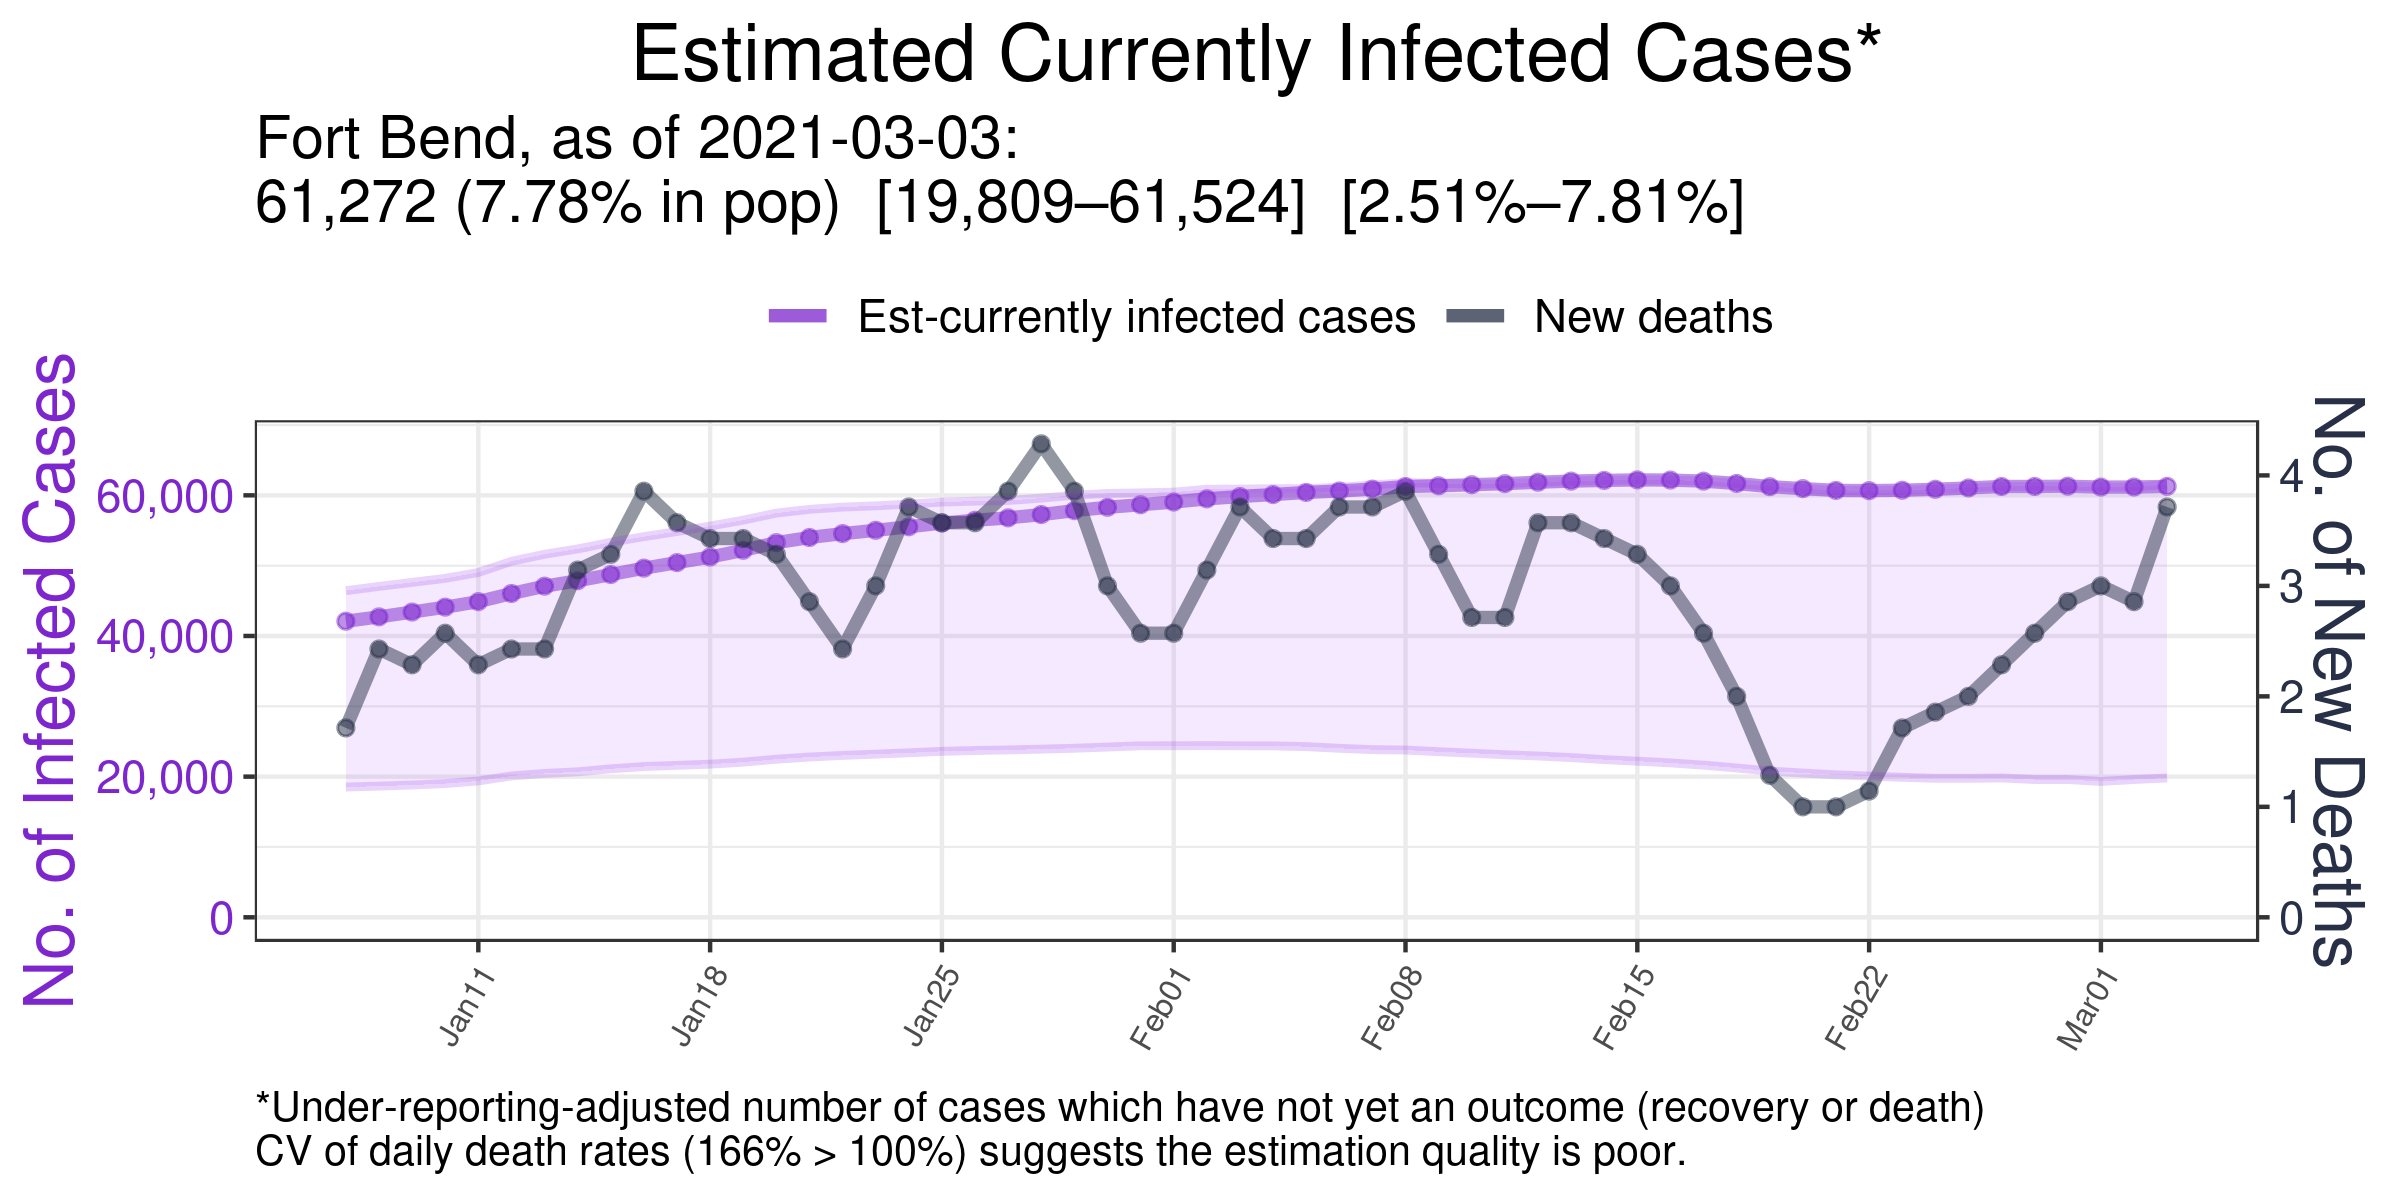 Estimated Currently Infected Cases*
Fort Bend, as of 2021-03-03:
61,272 (7.78% in pop)  [19,809–61,524]  [2.51%–7.81%]
Est-currently infected cases
New deaths
No. of Infected Cases
60,000
40,000
20,000
0
No. of New Deaths
4
3
2
1
0
Jan11
Jan18
Jan25
Feb01
Feb08
Feb15
Feb22
Mar01
*Under-reporting-adjusted number of cases which have not yet an outcome (recovery or death)
CV of daily death rates (166% > 100%) suggests the estimation quality is poor.